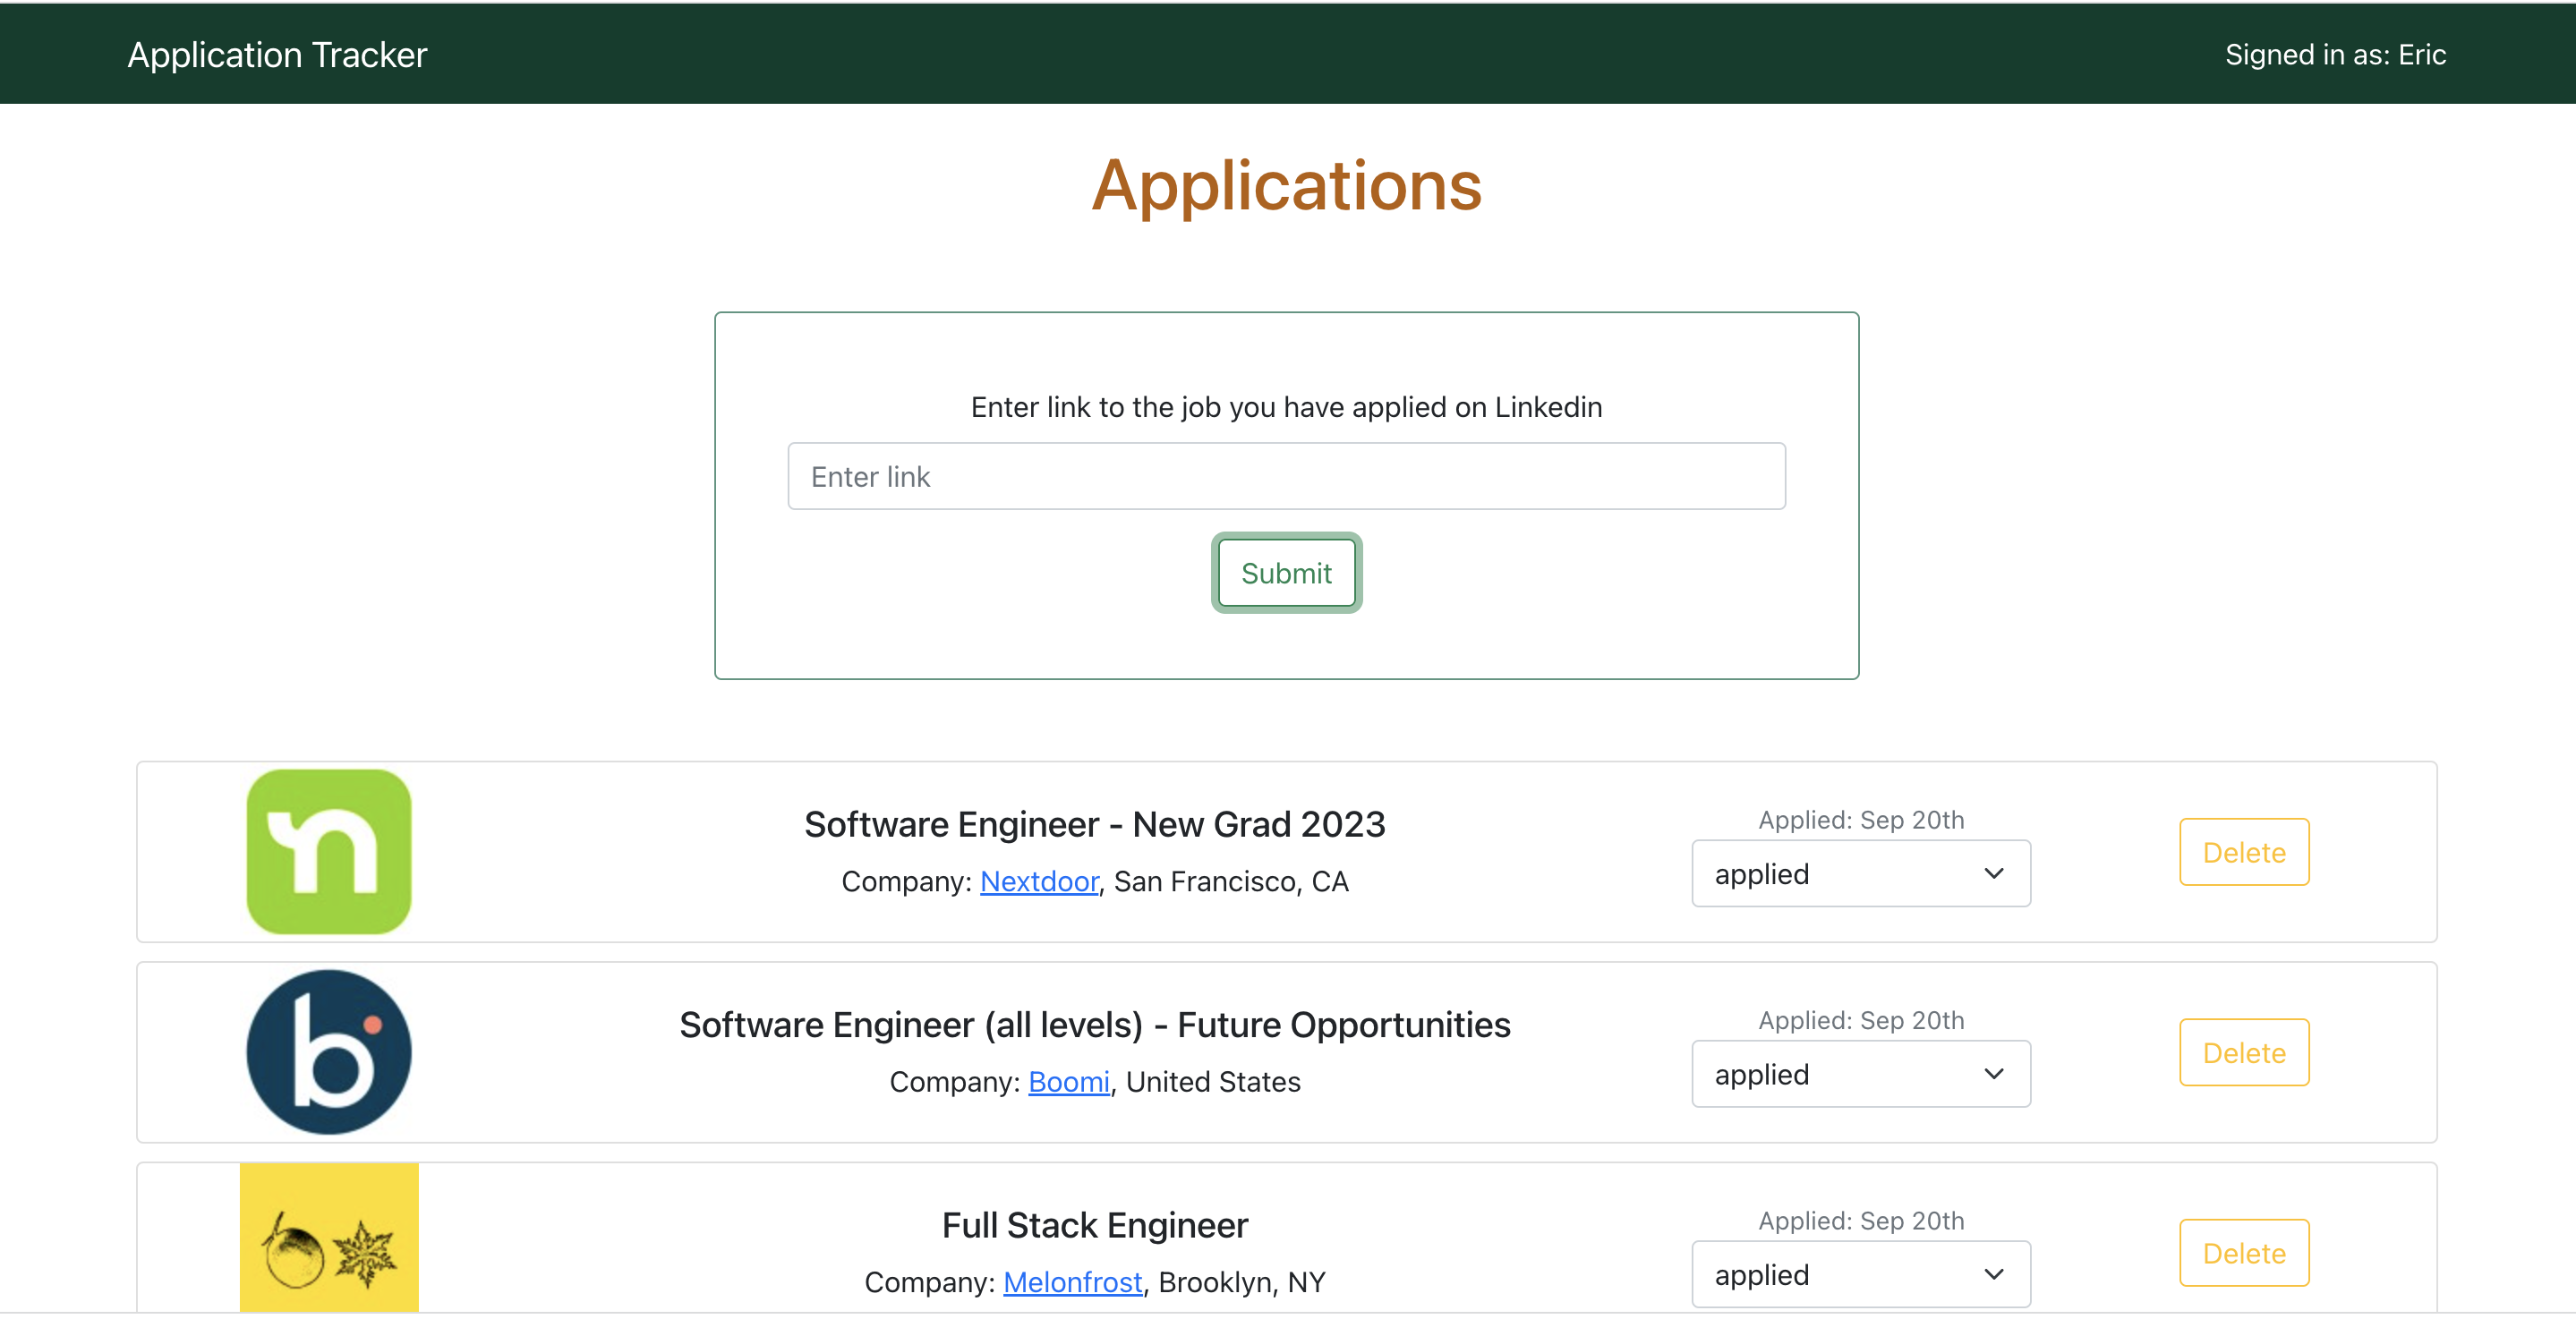 Application Tracker
Signed in as: Eric
Applications
Enter link to the job you have applied on Linkedin
Enter link
Submit
n
Software Engineer - New Grad 2023
Company: Nextdoor, San Francisco, CA
Applied: Sep 20th
applied
Delete
b
Software Engineer (all levels) - Future Opportunities
Company: Boomi, United States
Applied: Sep 20th
applied
Delete
Full Stack Engineer
Company: Melonfrost, Brooklyn, NY
Applied: Sep 20th
applied
Delete